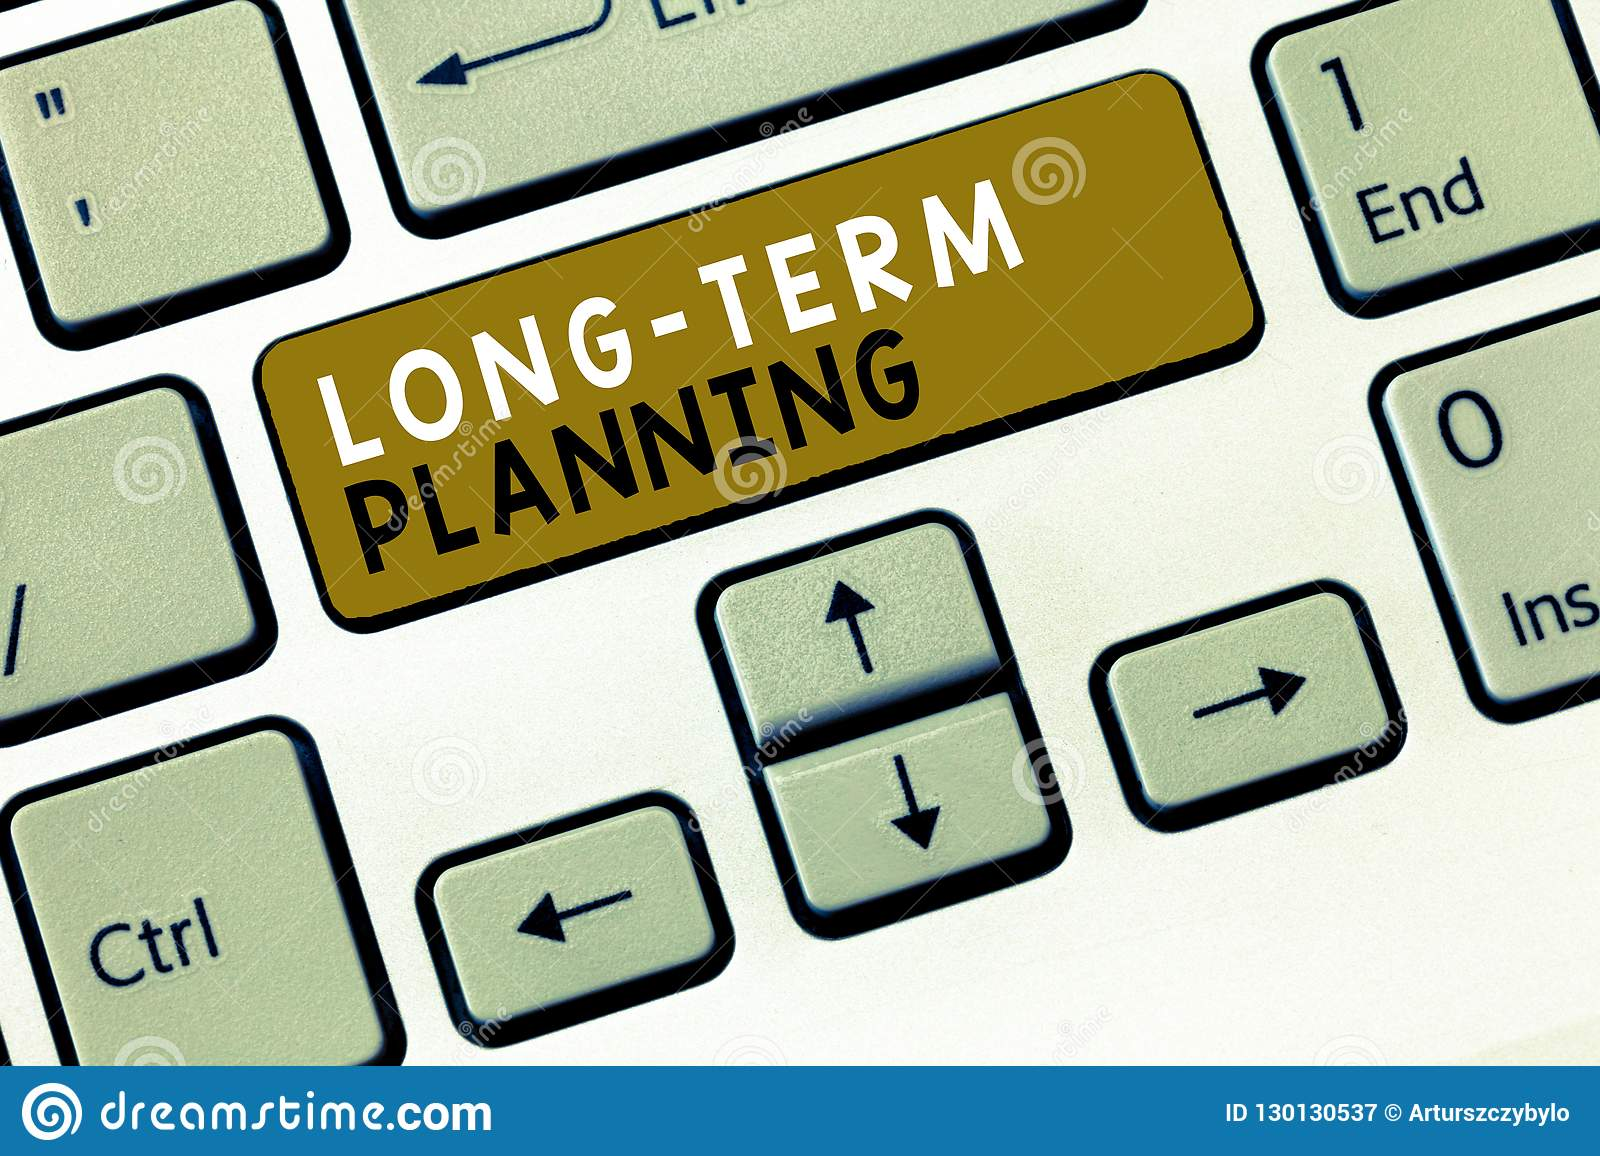 "
'
1
End
LONG-TERM
PLANNING
0
Ins
/
Ctrl
dreamstime.com
ID 130130537 © Arturszczybylo